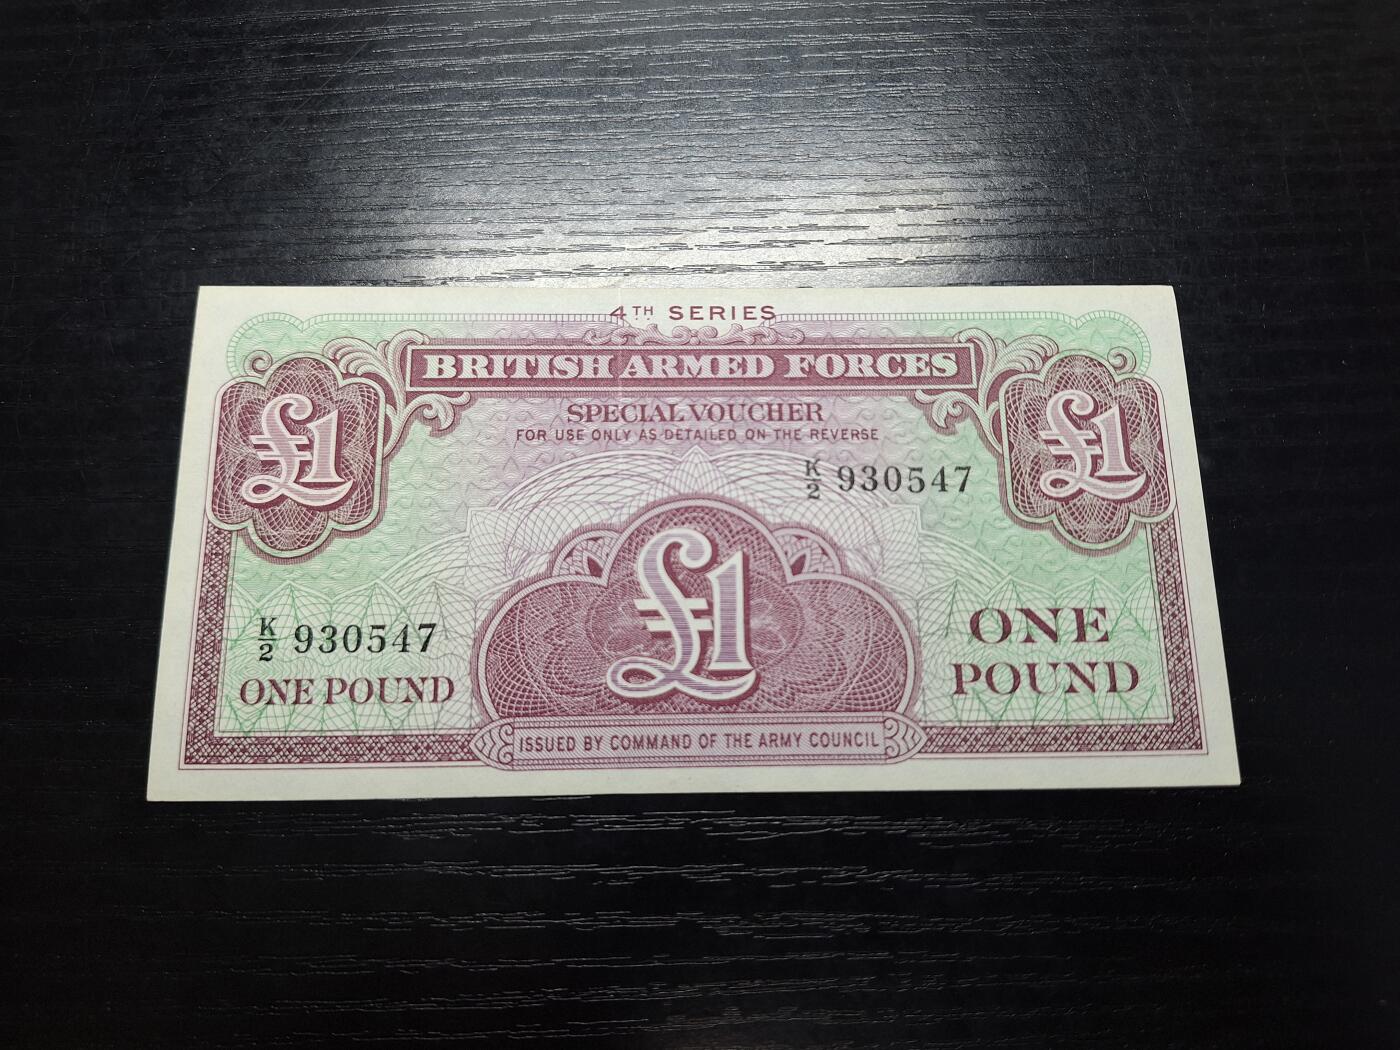 4TH SERIES
BRITISH ARMED FORCES
£1
£1
SPECIAL VOUCHER
FOR USE ONLY AS DETAILED ON THE REVERSE
K/2 930547
£1
K/2 930547
ONE POUND
ONE
POUND
ISSUED BY COMMAND OF THE ARMY COUNCIL